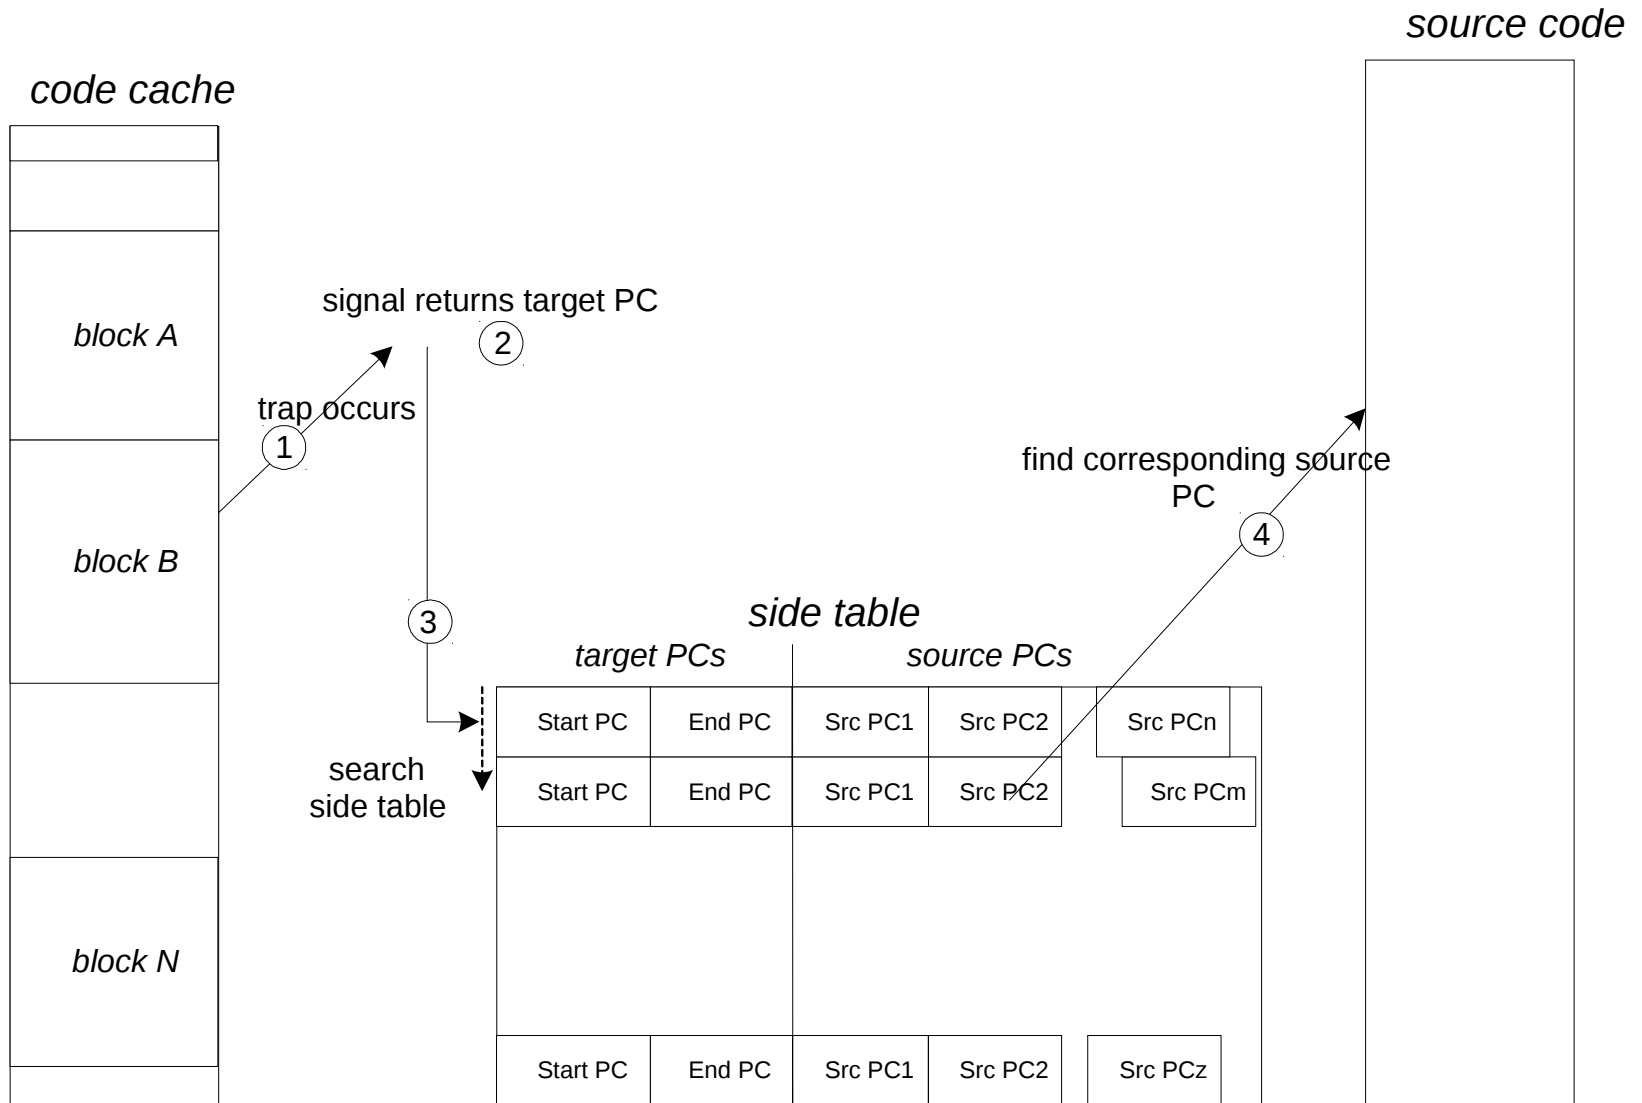 source code
code cache
signal returns target PC
2
block A
trap occurs
1
find corresponding source
PC
4
block B
3
side table
target PCs
source PCs
Start PC
End PC
Src PC1
Src PC2
Src PCn
search
side table
Start PC
End PC
Src PC1
Src PC2
Src PCm
block N
Start PC
End PC
Src PC1
Src PC2
Src PCz